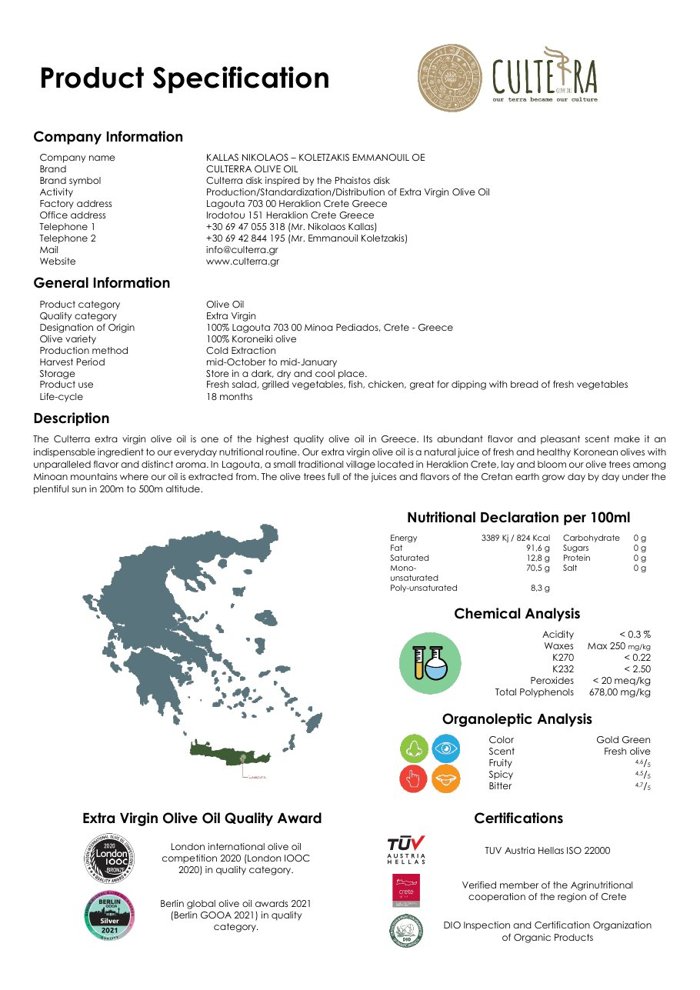 Product Specification
CULTERRA
OLIVE OIL
our terra became our culture
Company Information
Company name KALLAS NIKOLAOS – KOLETZAKIS EMMANOUIL OE
Brand CULTERRA OLIVE OIL
Brand symbol Culterra disk inspired by the Phaistos disk
Activity Production/Standardization/Distribution of Extra Virgin Olive Oil
Factory address Lagouta 703 00 Heraklion Crete Greece
Office address Irodotou 151 Heraklion Crete Greece
Telephone 1 +30 69 47 055 318 (Mr. Nikolaos Kallas)
Telephone 2 +30 69 42 844 195 (Mr. Emmanouil Koletzakis)
Mail info@culterra.gr
Website www.culterra.gr
General Information
Product category Olive Oil
Quality category Extra Virgin
Designation of Origin 100% Lagouta 703 00 Minoa Pediados, Crete - Greece
Olive variety 100% Koroneiki olive
Production method Cold Extraction
Harvest Period mid-October to mid-January
Storage Store in a dark, dry and cool place.
Product use Fresh salad, grilled vegetables, fish, chicken, great for dipping with bread of fresh vegetables
Life-cycle 18 months
Description
The Culterra extra virgin olive oil is one of the highest quality olive oil in Greece. Its abundant flavor and pleasant scent make it an
indispensable ingredient to our everyday nutritional routine. Our extra virgin olive oil is a natural juice of fresh and healthy Koronean olives with
unparalleled flavor and distinct aroma. In Lagouta, a small traditional village located in Heraklion Crete, lay and bloom our olive trees among
Minoan mountains where our oil is extracted from. The olive trees full of the juices and flavors of the Cretan earth grow day by day under the
plentiful sun in 200m to 500m altitude.
LAGOUTA
Nutritional Declaration per 100ml
Energy 3389 Kj / 824 Kcal Carbohydrate 0 g
Fat 91,6 g Sugars 0 g
Saturated 12,8 g Protein 0 g
Mono- 70,5 g Salt 0 g
unsaturated
Poly-unsaturated 8,3 g
Chemical Analysis
Acidity < 0.3 %
Waxes Max 250 mg/kg
K270 < 0.22
K232 < 2.50
Peroxides < 20 meq/kg
Total Polyphenols 678,00 mg/kg
Organoleptic Analysis
Color Gold Green
Scent Fresh olive
Fruity 4,6/5
Spicy 4,5/5
Bitter 4,7/5
Extra Virgin Olive Oil Quality Award
2020
London
IOOC
BRONZE
QUALITY AWARDS
London international olive oil
competition 2020 (London IOOC
2020) in quality category.
BERLIN
GOOA
Silver
2021
Berlin global olive oil awards 2021
(Berlin GOOA 2021) in quality
category.
Certifications
TÜV
AUSTRIA
HELLAS
TUV Austria Hellas ISO 22000
crete
Verified member of the Agrinutritional
cooperation of the region of Crete
DIO
DIO Inspection and Certification Organization
of Organic Products